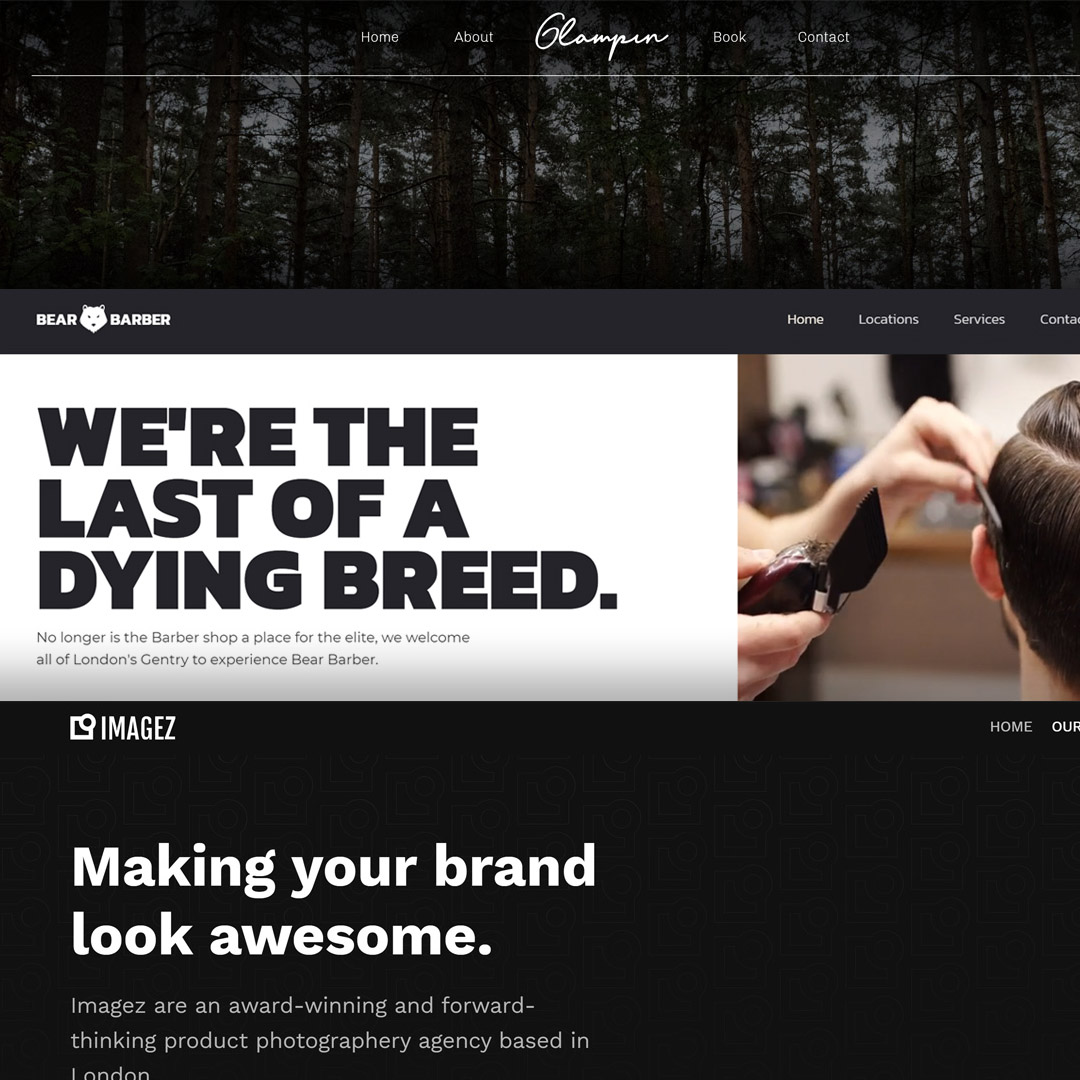 Home About Glampin Book Contact
BEAR BARBER
Home Locations Services
WE'RE THE
LAST OF A
DYING BREED.
No longer is the Barber shop a place for the elite, we welcome
all of London's Gentry to experience Bear Barber.
IMAGEZ
HOME OUR
Making your brand
look awesome.
Imagez are an award-winning and forward-
thinking product photographery agency based in
London